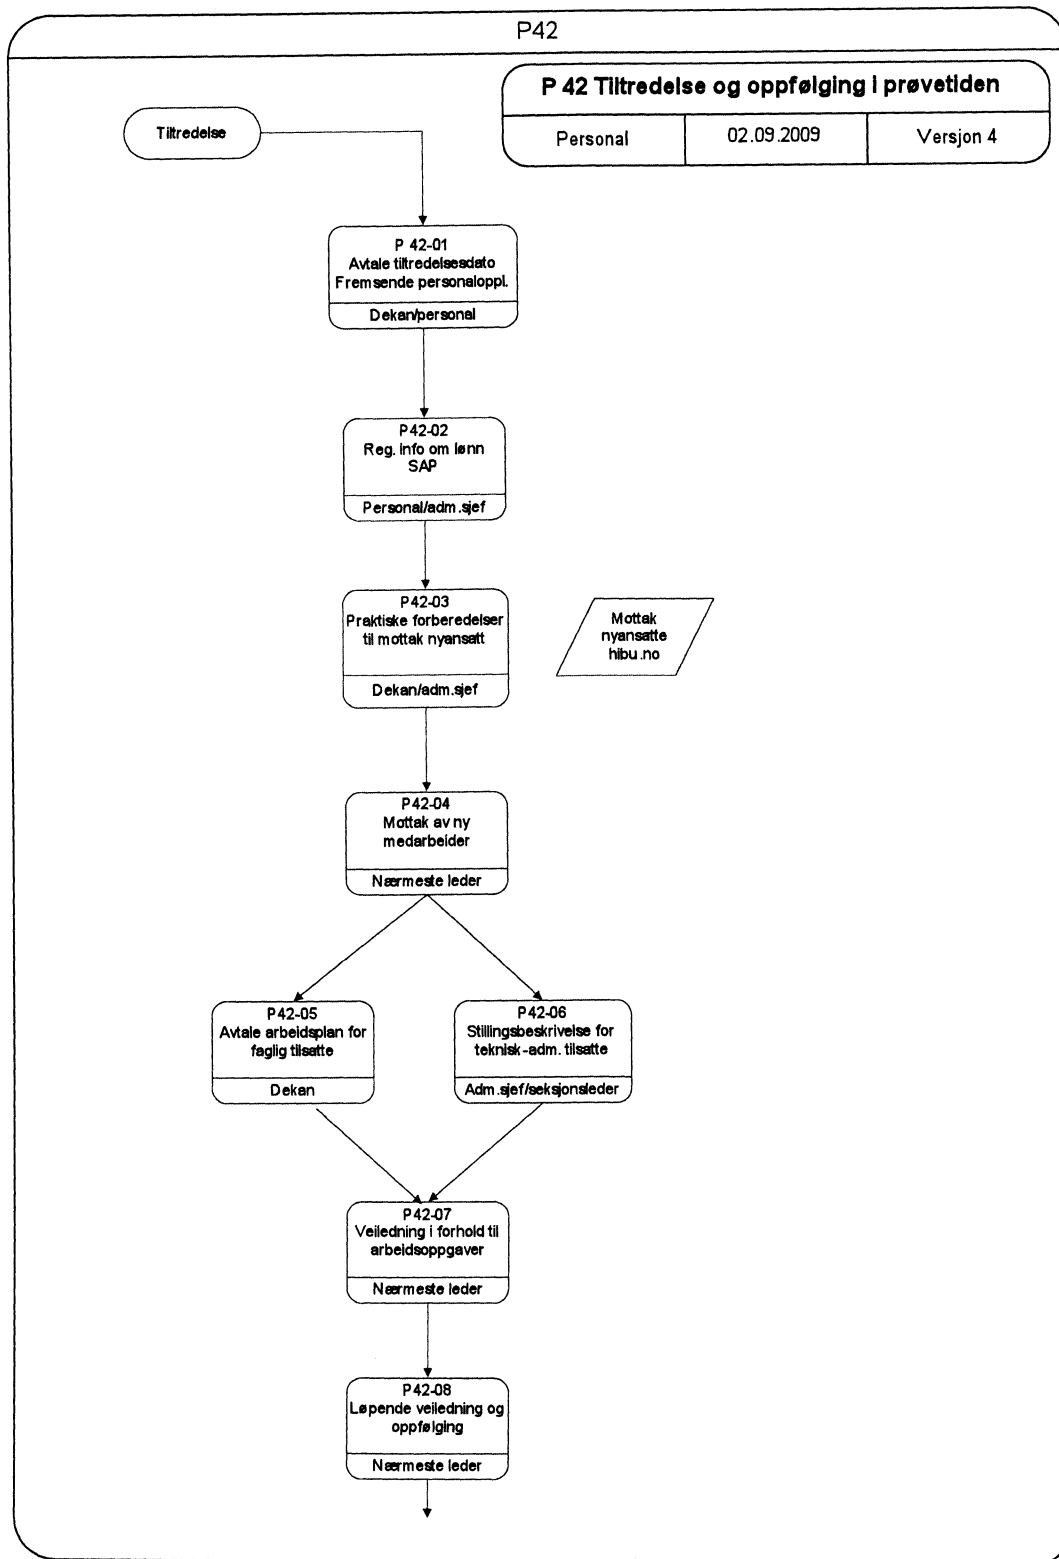 P42
P 42 Tiltredelse og oppfølging i prøvetiden
Personal
02.09.2009
Versjon 4
Tiltredelse
P 42-01
Avtale tiltredelsesdato
Fremsende personaloppl.
Dekan/personal
P42-02
Reg. info om lønn
SAP
Personal/adm.sjef
P42-03
Praktiske forberedelser
til mottak nyansatt
Dekan/adm.sjef
Mottak
nyansatte
hibu.no
P42-04
Mottak av ny
medarbeider
Nærmeste leder
P42-05
Avtale arbeidsplan for
faglig tilsatte
Dekan
P42-06
Stillingsbeskrivelse for
teknisk-adm. tilsatte
Adm.sjef/seksjonsleder
P42-07
Veiledning i forhold til
arbeidsoppgaver
Nærmeste leder
P42-08
Løpende veiledning og
oppfølging
Nærmeste leder